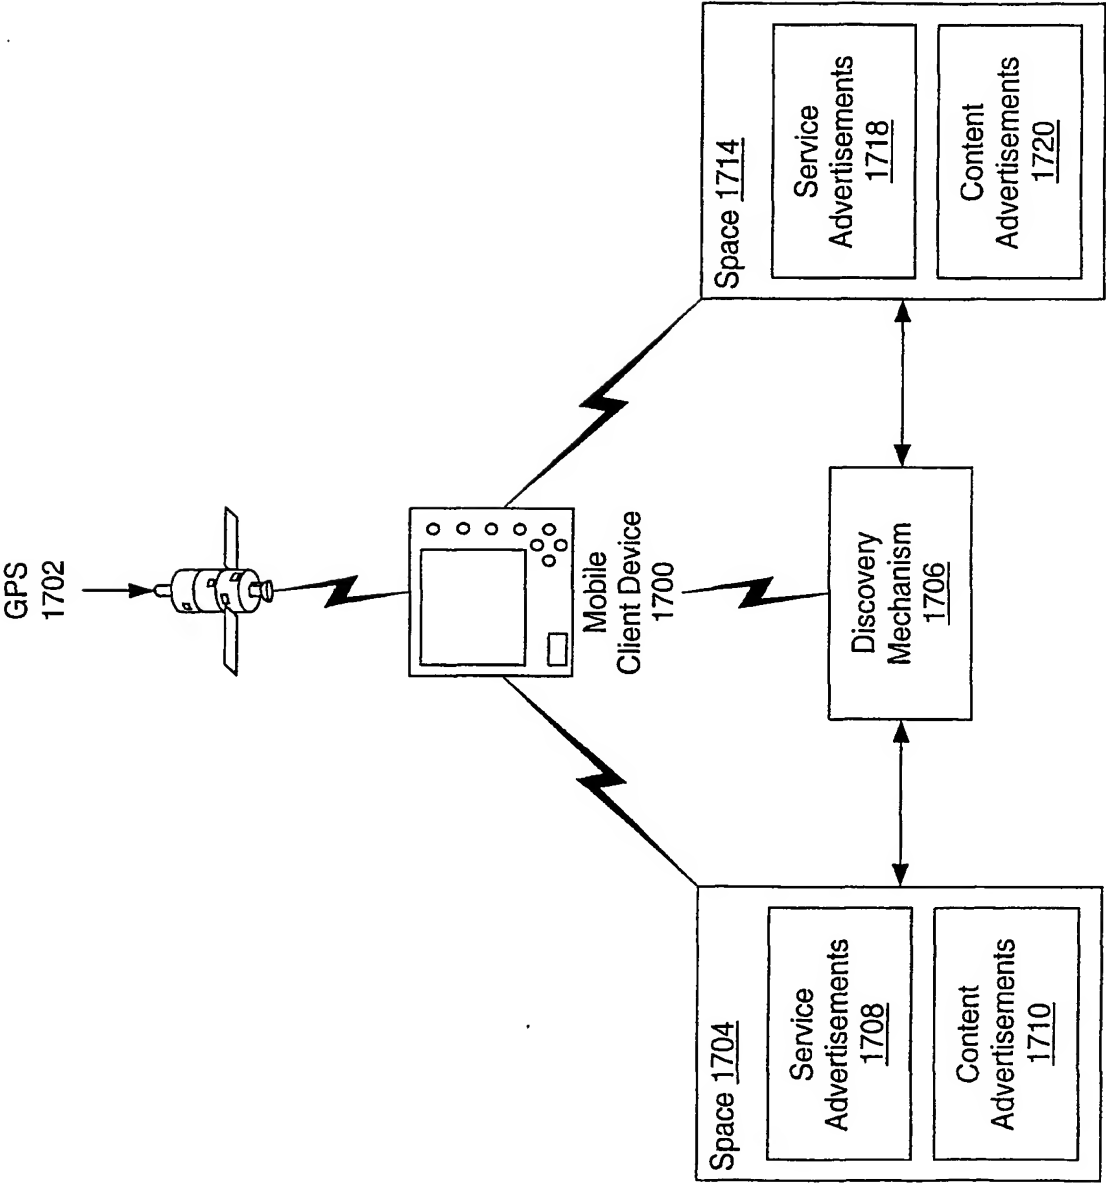 GPS
1702
Mobile
Client Device
1700
Discovery
Mechanism
1706
Space 1704
Service
Advertisements
1708
Content
Advertisements
1710
Space 1714
Service
Advertisements
1718
Content
Advertisements
1720